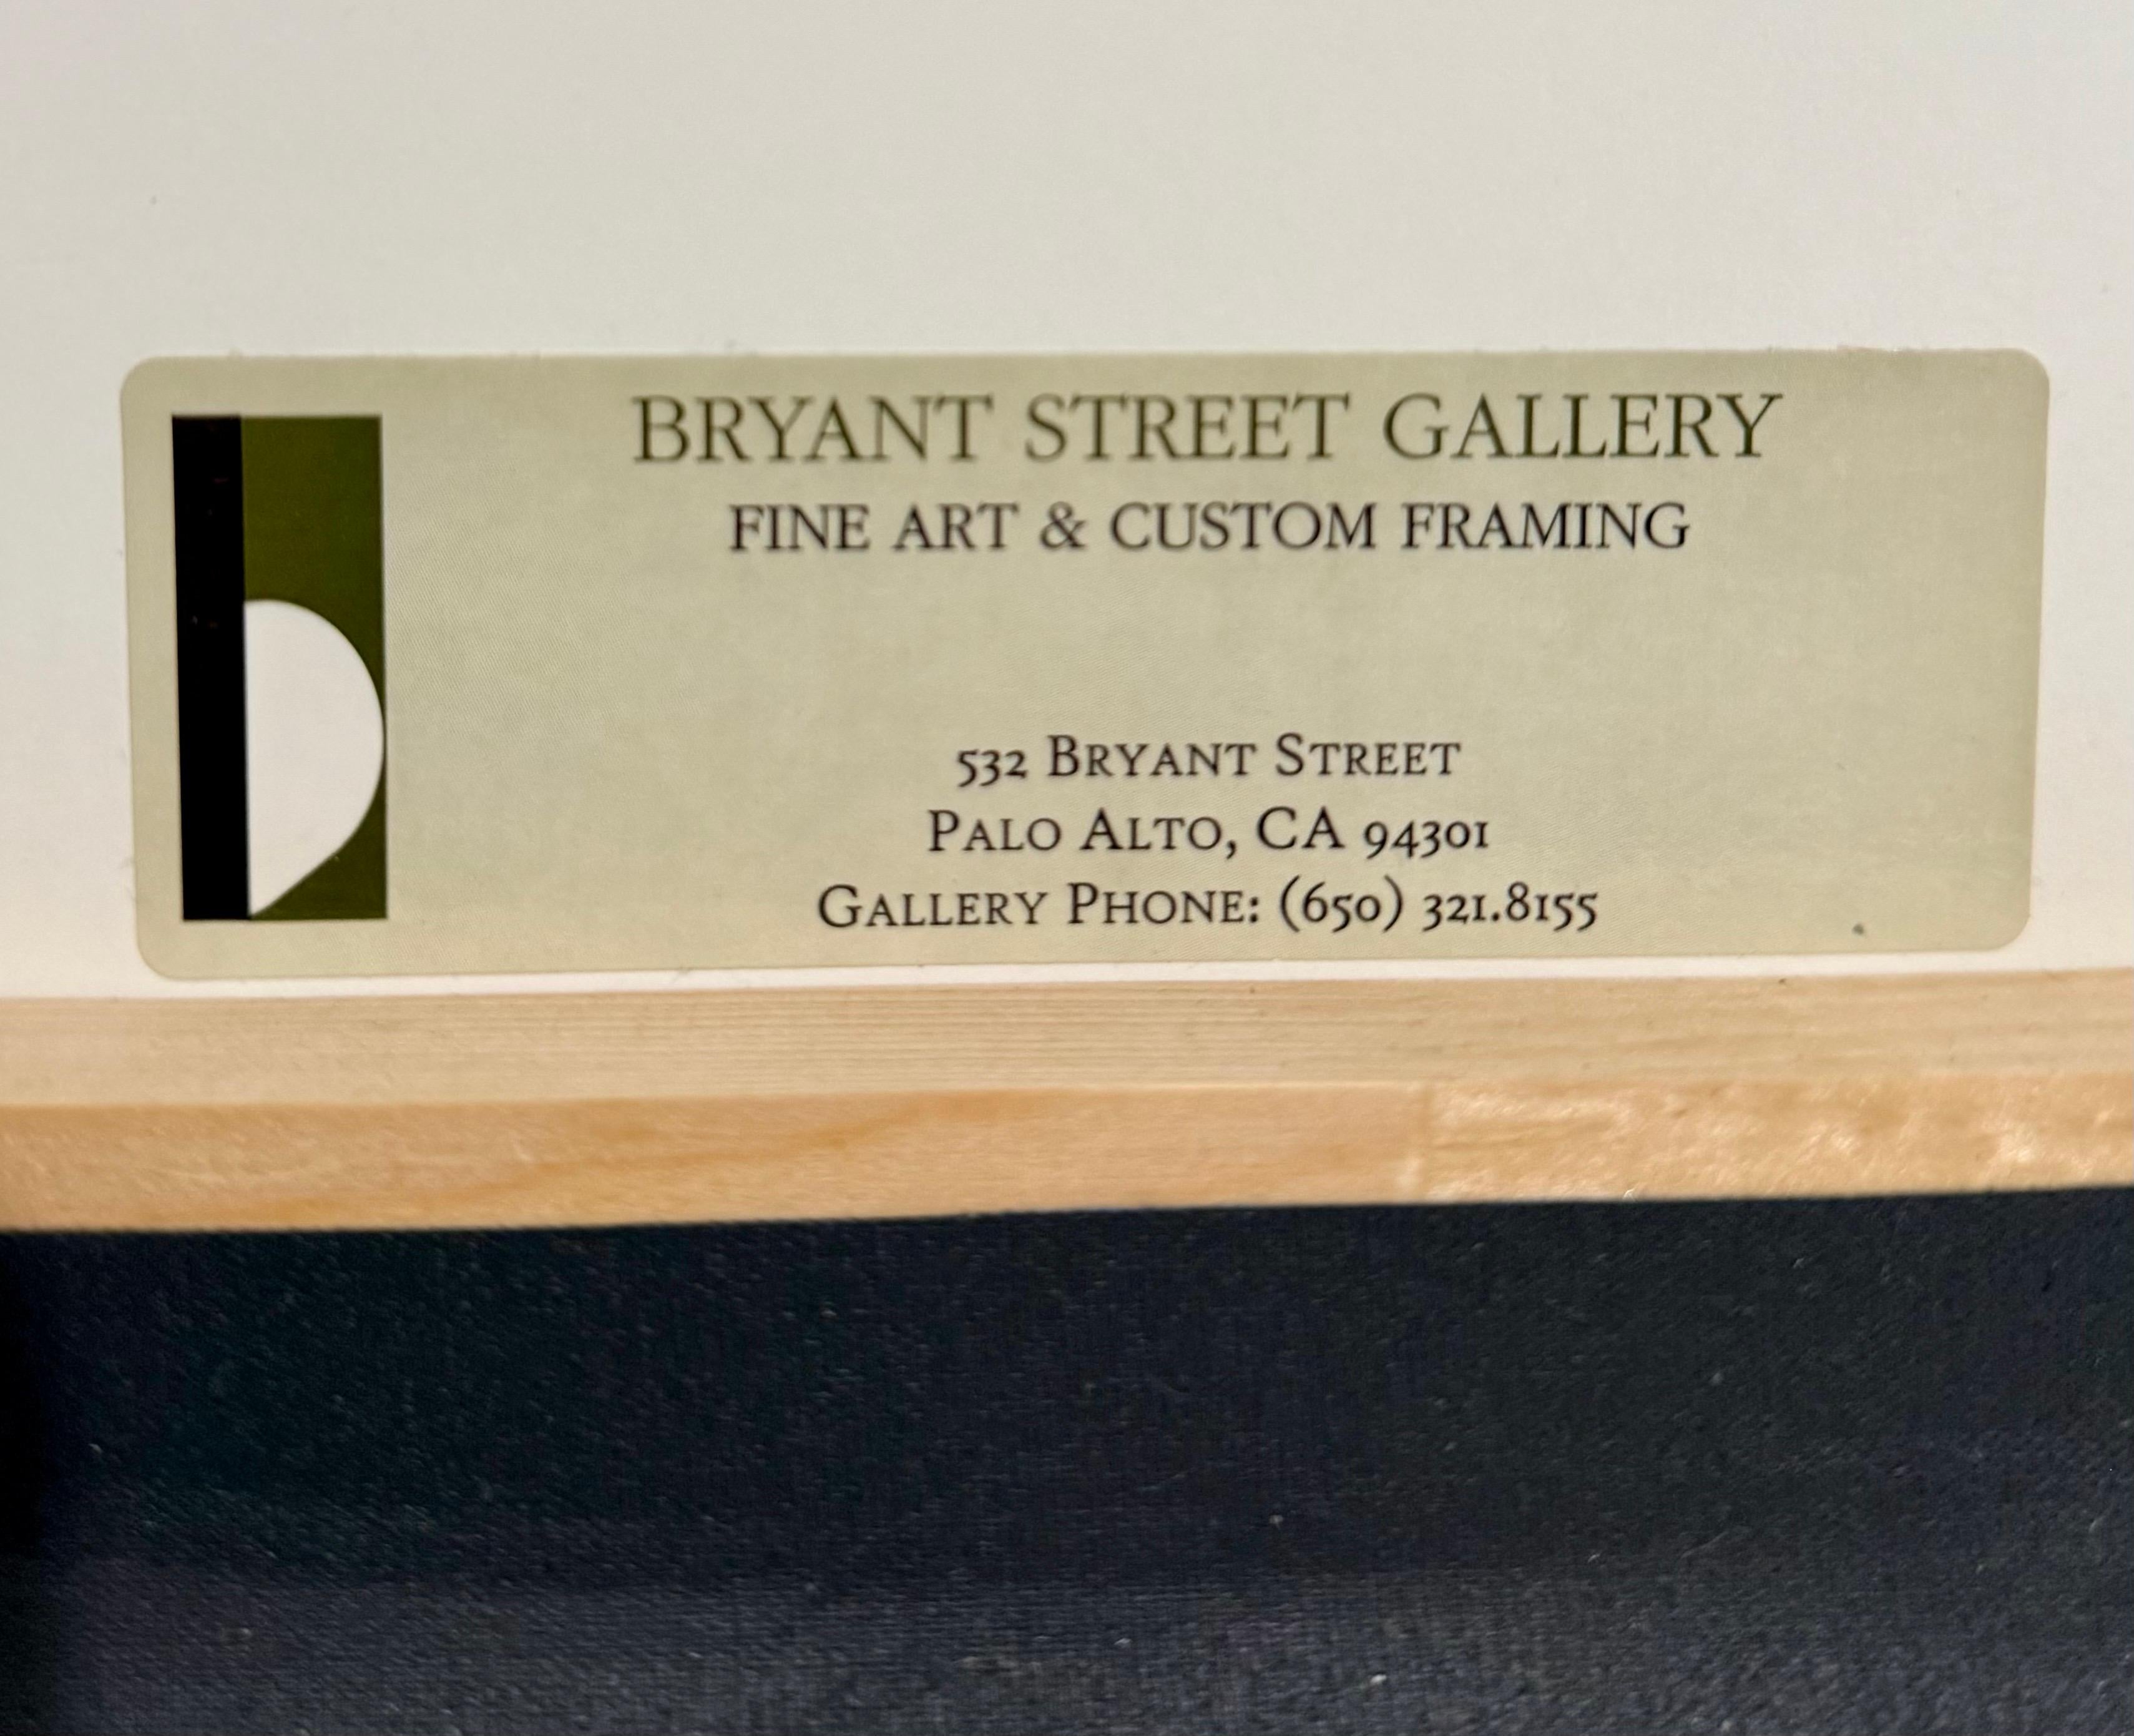 BRYANT STREET GALLERY
FINE ART & CUSTOM FRAMING
532 BRYANT STREET
PALO ALTO, CA 94301
GALLERY PHONE: (650) 321.8155